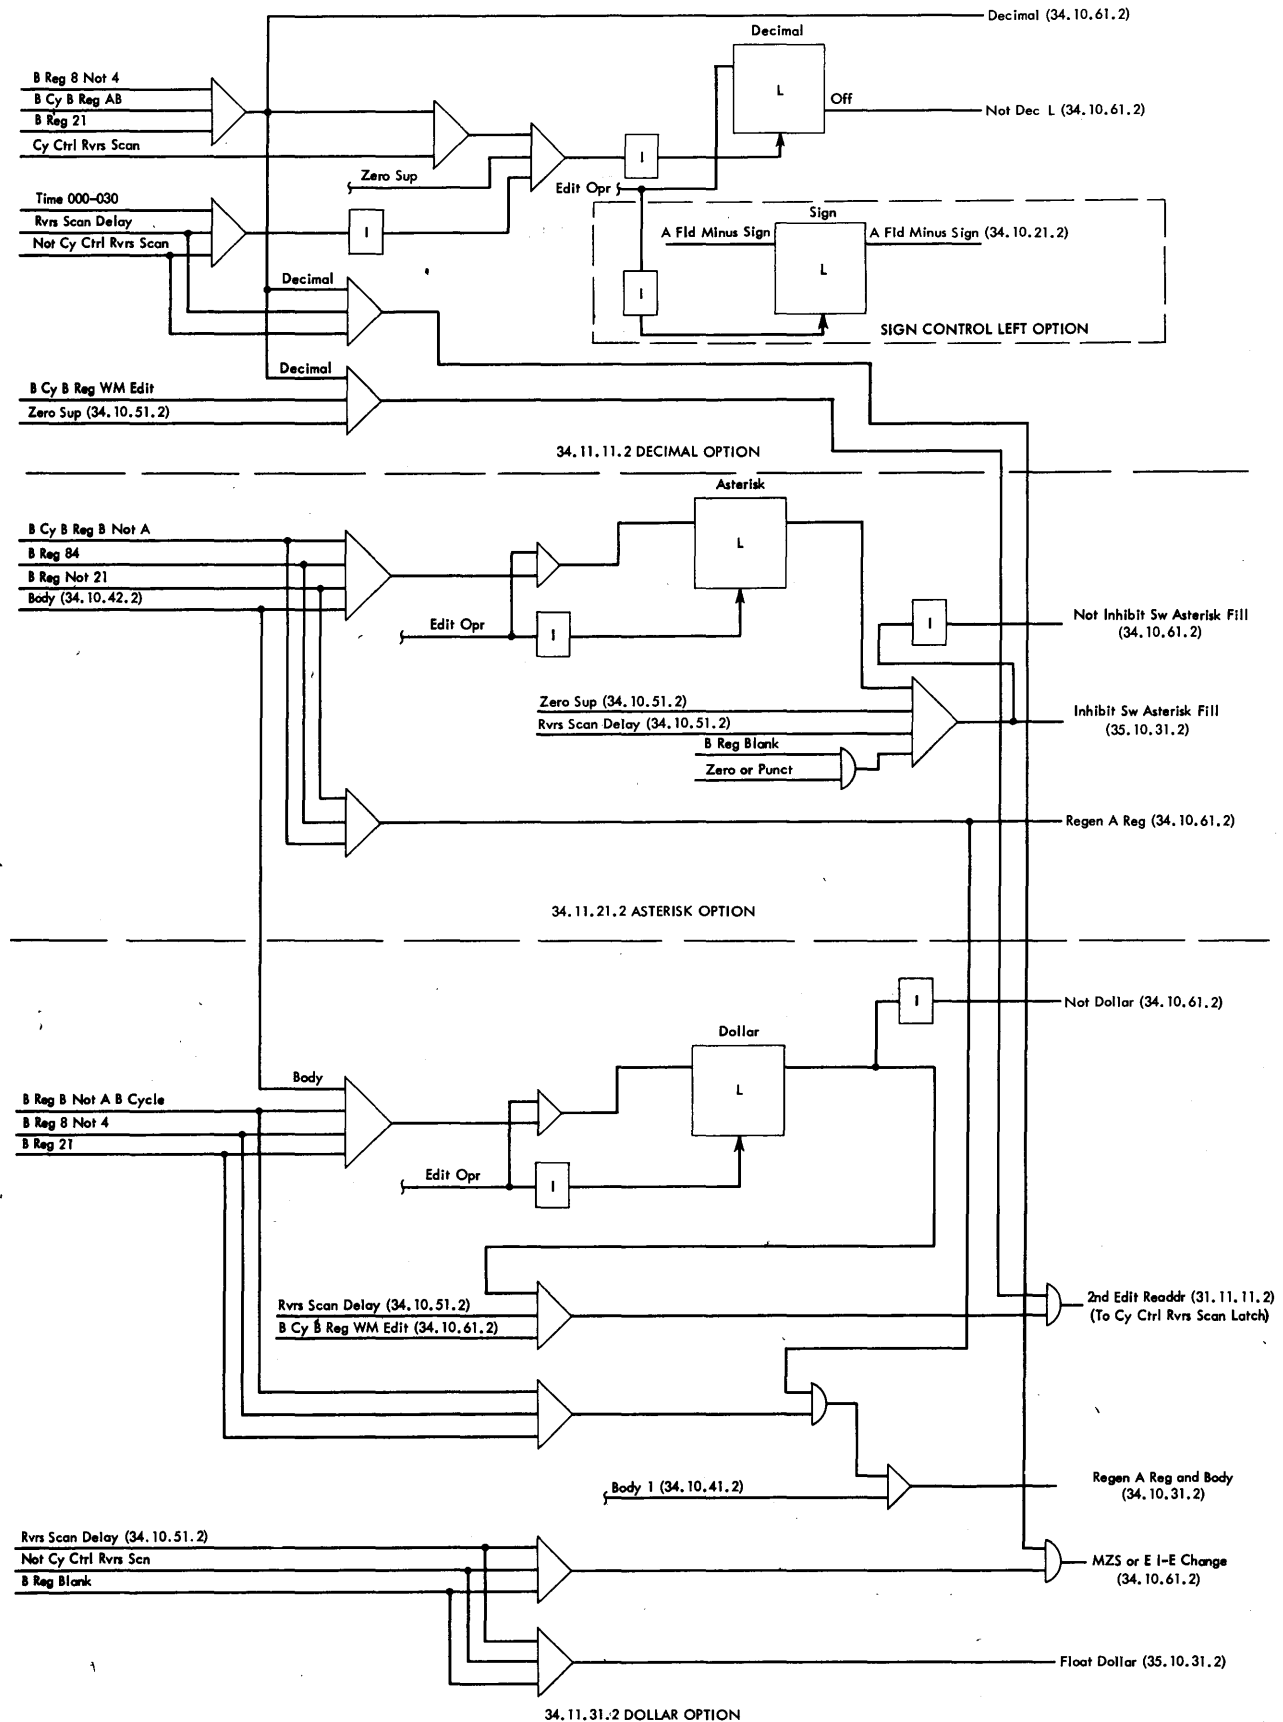 Decimal (34.10.61.2)
Decimal
B Reg 8 Not 4
B Cy B Reg AB
B Reg 21
Cy Ctrl Rvrs Scan
L
Off
Not Dec L (34.10.61.2)
I
Zero Sup
Edit Opr
Time 000-030
Rvrs Scan Delay
Not Cy Ctrl Rvrs Scan
I
Sign
A Fld Minus Sign
A Fld Minus Sign (34.10.21.2)
L
I
Decimal
SIGN CONTROL LEFT OPTION
Decimal
B Cy B Reg WM Edit
Zero Sup (34.10.51.2)
34.11.11.2 DECIMAL OPTION
Asterisk
B Cy B Reg B Not A
B Reg 84
B Reg Not 21
Body (34.10.42.2)
L
Edit Opr
I
I
Not Inhibit Sw Asterisk Fill
(34.10.61.2)
Zero Sup (34.10.51.2)
Rvrs Scan Delay (34.10.51.2)
B Reg Blank
Zero or Punct
Inhibit Sw Asterisk Fill
(35.10.31.2)
Regen A Reg (34.10.61.2)
34.11.21.2 ASTERISK OPTION
I
Not Dollar (34.10.61.2)
Dollar
Body
L
B Reg B Not A B Cycle
B Reg 8 Not 4
B Reg 21
Edit Opr
I
Rvrs Scan Delay (34.10.51.2)
B Cy B Reg WM Edit (34.10.61.2)
2nd Edit Readdr (31.11.11.2)
(To Cy Ctrl Rvrs Scan Latch)
Body 1 (34.10.41.2)
Regen A Reg and Body
(34.10.31.2)
Rvrs Scan Delay (34.10.51.2)
Not Cy Ctrl Rvrs Scn
B Reg Blank
MZS or E I-E Change
(34.10.61.2)
Float Dollar (35.10.31.2)
34.11.31.2 DOLLAR OPTION